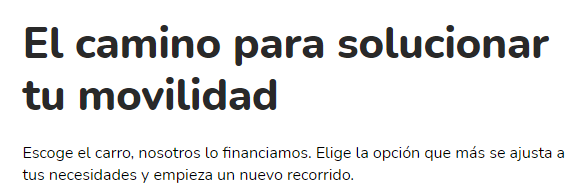 El camino para solucionar
tu movilidad
Escoge el carro, nosotros lo financiamos. Elige la opción que más se ajusta a
tus necesidades y empieza un nuevo recorrido.